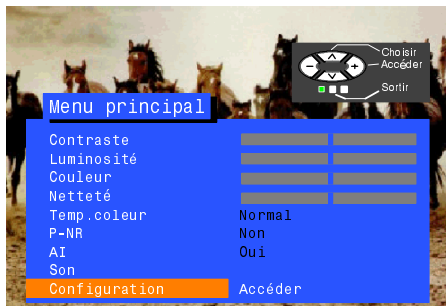 Choisir
Accéder
Sortir
Menu principal
Contraste
Luminosité
Couleur
Netteté
Temp.coleur Normal
P-NR Non
AI Oui
Son
Configuration Accéder